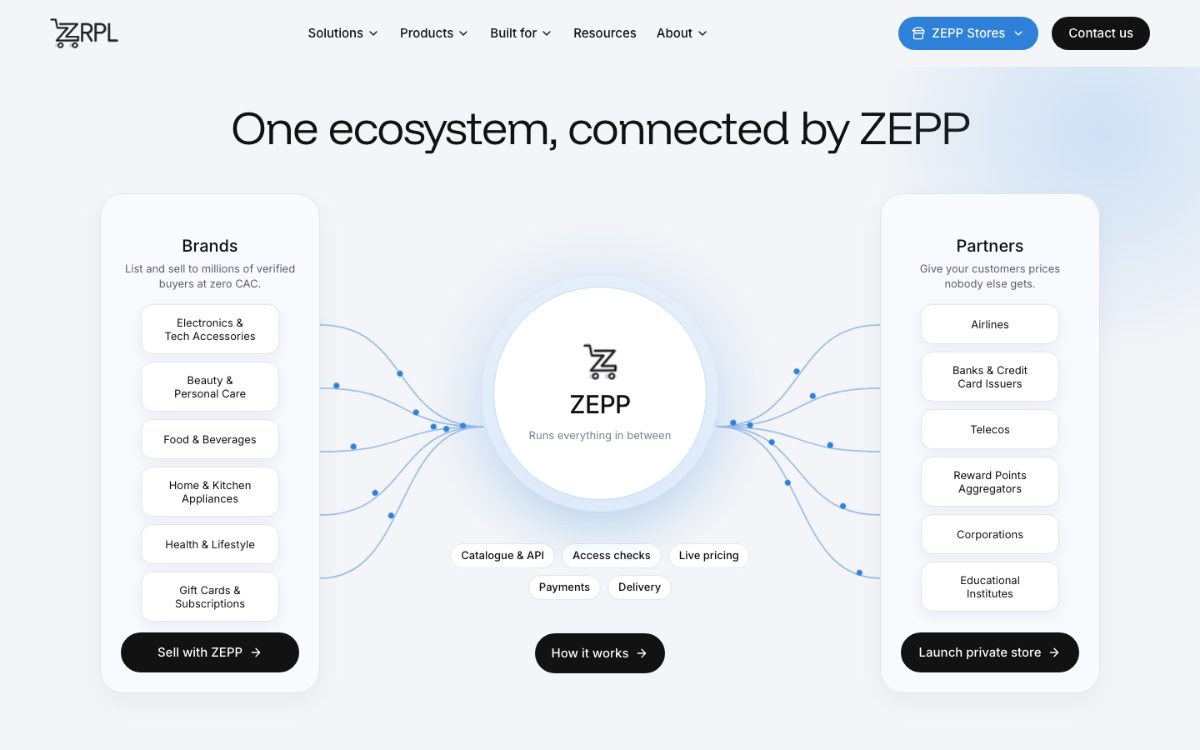 ZRPL
Solutions
Products
Built for
Resources
About
ZEPP Stores
Contact us
One ecosystem, connected by ZEPP
Brands
List and sell to millions of verified
buyers at zero CAC.
Electronics &
Tech Accessories
Beauty &
Personal Care
Food & Beverages
Home & Kitchen
Appliances
Health & Lifestyle
Gift Cards &
Subscriptions
Sell with ZEPP →
ZEPP
Runs everything in between
Catalogue & API
Access checks
Live pricing
Payments
Delivery
How it works →
Partners
Give your customers prices
nobody else gets.
Airlines
Banks & Credit
Card Issuers
Telecos
Reward Points
Aggregators
Corporations
Educational
Institutes
Launch private store →